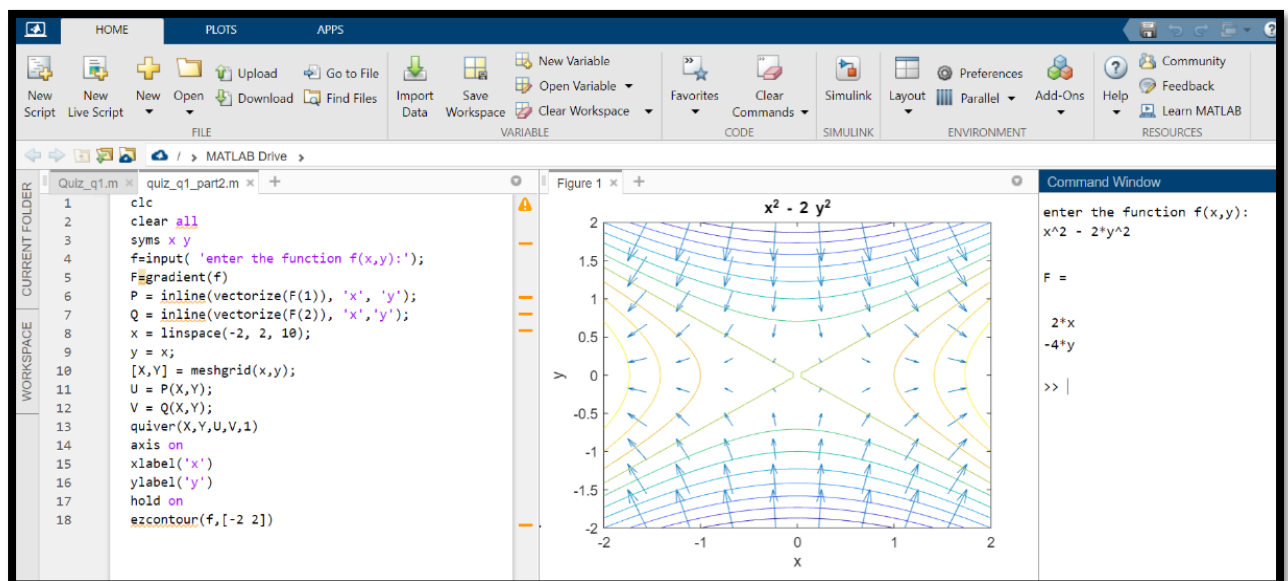 HOME PLOTS APPS
New Script
New Live Script
New
Open
Upload
Download
Go to File
Find Files
FILE
Import Data
Save Workspace
New Variable
Open Variable
Clear Workspace
VARIABLE
Favorites
Clear Commands
CODE
Simulink
SIMULINK
Layout
Preferences
Parallel
Add-Ons
ENVIRONMENT
? Help
Community
Feedback
Learn MATLAB
RESOURCES
/ › MATLAB Drive ›
CURRENT FOLDER
WORKSPACE
Quiz_q1.m × quiz_q1_part2.m × +
1 clc
2 clear all
3 syms x y
4 f=input( 'enter the function f(x,y):');
5 F=gradient(f)
6 P = inline(vectorize(F(1)), 'x', 'y');
7 Q = inline(vectorize(F(2)), 'x','y');
8 x = linspace(-2, 2, 10);
9 y = x;
10 [X,Y] = meshgrid(x,y);
11 U = P(X,Y);
12 V = Q(X,Y);
13 quiver(X,Y,U,V,1)
14 axis on
15 xlabel('x')
16 ylabel('y')
17 hold on
18 ezcontour(f,[-2 2])
Figure 1 × +
x² - 2 y²
2
1.5
1
0.5
0
-0.5
-1
-1.5
-2
y
-2 -1 0 1 2
x
Command Window
enter the function f(x,y):
x^2 - 2*y^2
F =
2*x
-4*y
>>